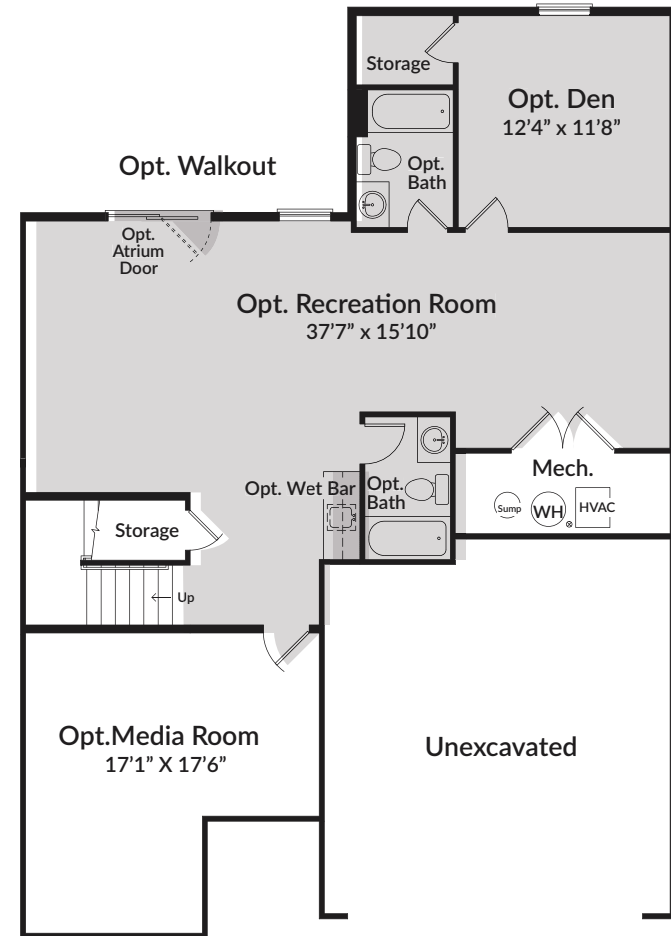 Storage
Opt. Den
12’4” x 11’8”
Opt. Walkout
Opt.
Bath
Opt.
Atrium
Door
Opt. Recreation Room
37’7” x 15’10”
Mech.
Opt. Wet Bar
Opt.
Bath
Sump
WH
HVAC
Storage
Up
Opt.Media Room
17’1” X 17’6”
Unexcavated